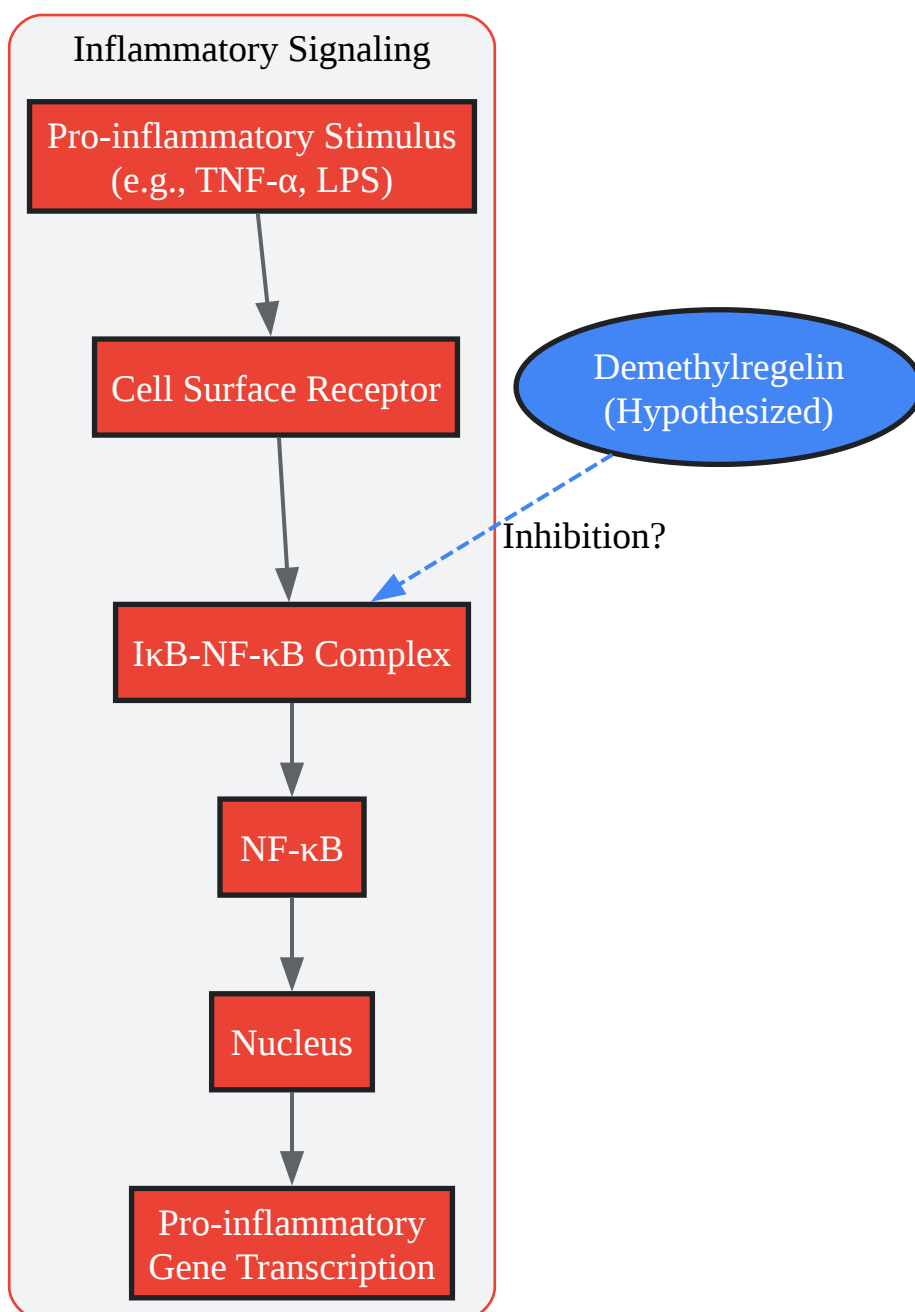 Inflammatory Signaling
Pro-inflammatory Stimulus
(e.g., TNF-α, LPS)
Cell Surface Receptor
Demethylregelin
(Hypothesized)
Inhibition?
IκB-NF-κB Complex
NF-κB
Nucleus
Pro-inflammatory
Gene Transcription